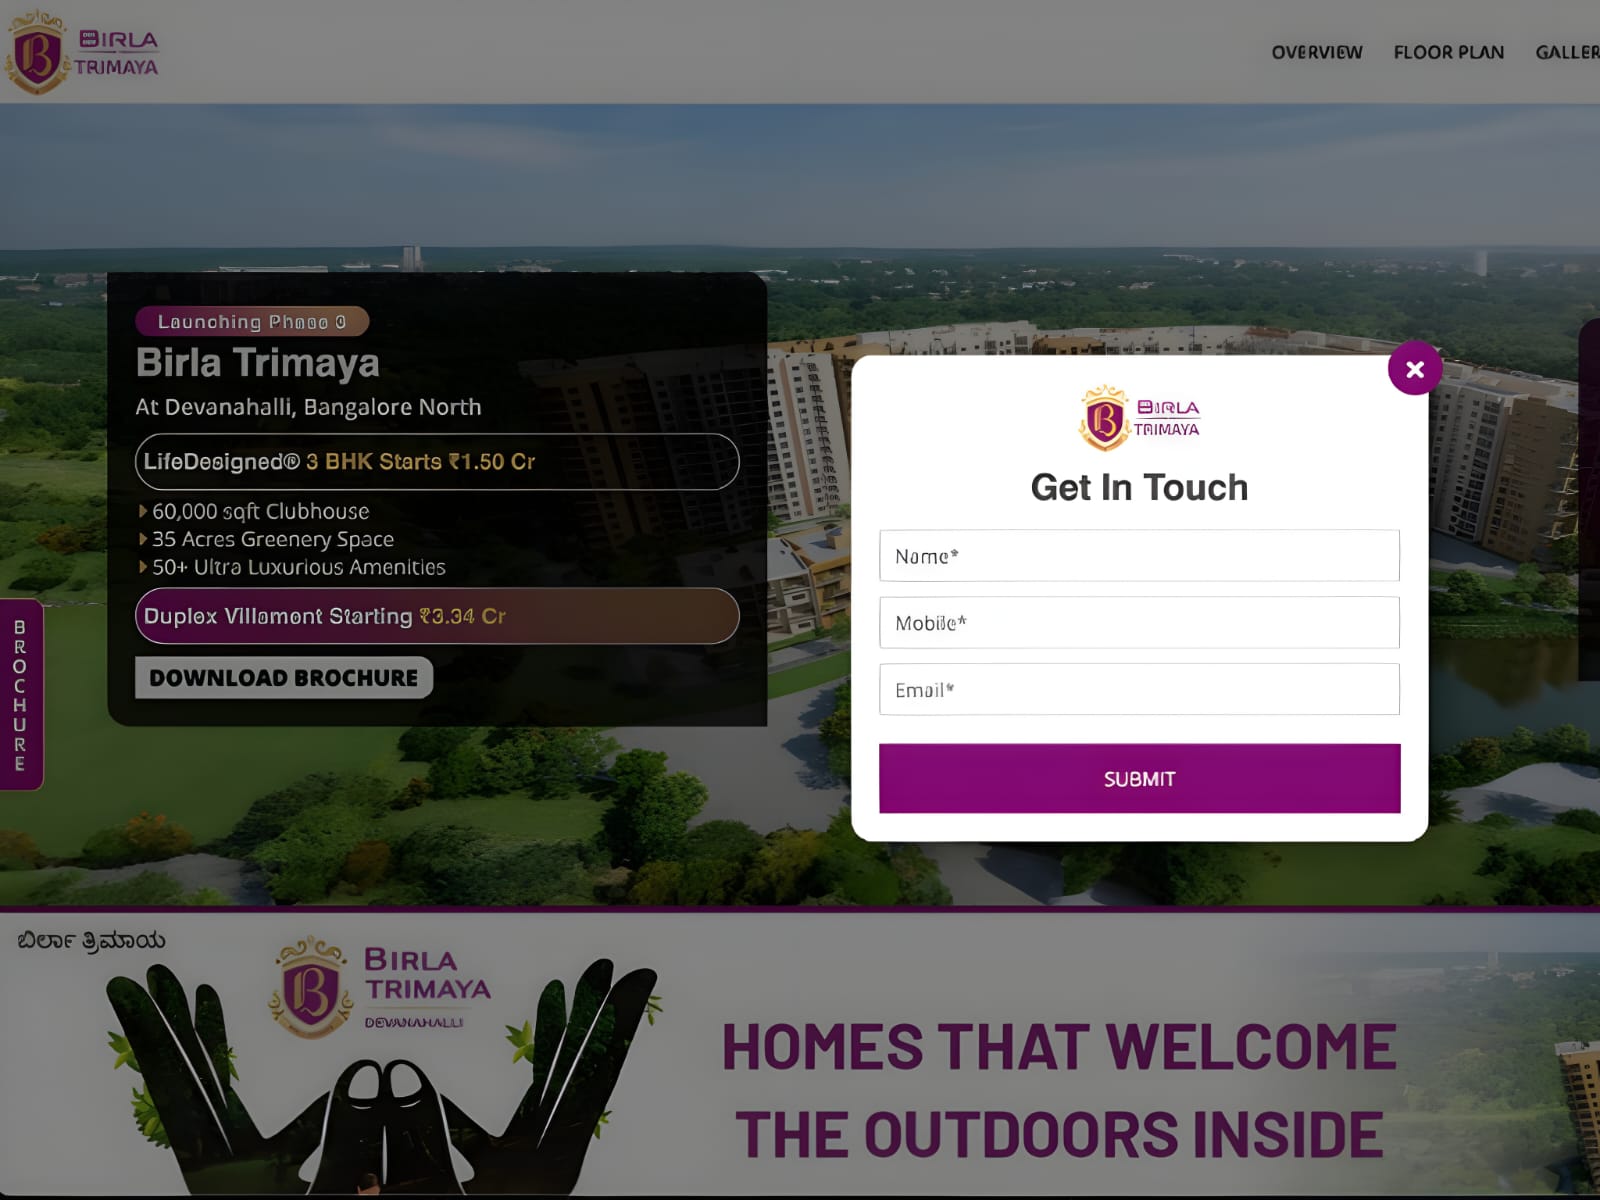 BIRLA
TRIMAYA
OVERVIEW FLOOR PLAN GALLER
Launching Phase
Birla Trimaya
At Devanahalli, Bangalore North
LifeDesigned® 3 BHK Starts ₹1.50 Cr
60,000 sqft Clubhouse
35 Acres Greenery Space
50+ Ultra Luxurious Amenities
Duplex Villament Starting ₹3.34 Cr
DOWNLOAD BROCHURE
BROCHURE
BIRLA
TRIMAYA
Get In Touch
Name*
Mobile*
Email*
SUBMIT
ಬಿರ್ಲಾ ತ್ರಿಮಾಯ
BIRLA
TRIMAYA
DEVANAHALLI
HOMES THAT WELCOME
THE OUTDOORS INSIDE